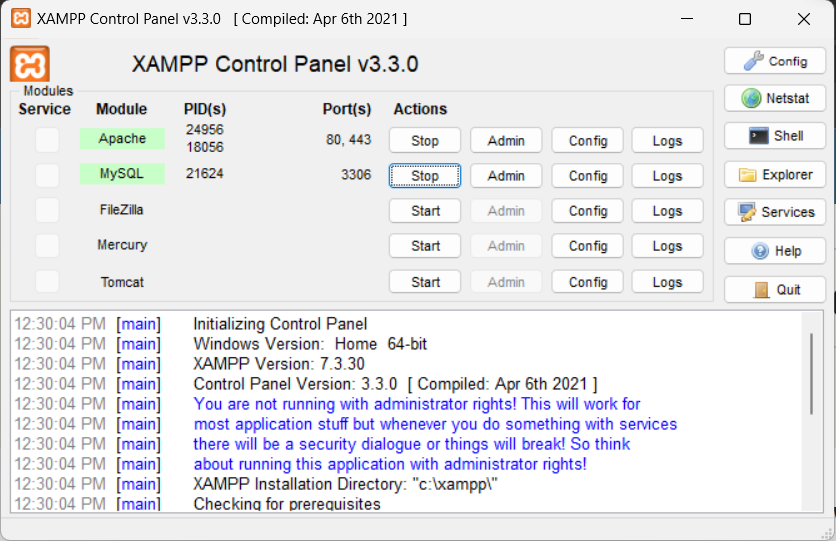 XAMPP Control Panel v3.3.0 [ Compiled: Apr 6th 2021 ]
XAMPP Control Panel v3.3.0
Config
Modules
Service Module PID(s) Port(s) Actions
Netstat
Apache 24956 18056 80, 443 Stop Admin Config Logs
Shell
MySQL 21624 3306 Stop Admin Config Logs
Explorer
FileZilla Start Admin Config Logs
Services
Mercury Start Admin Config Logs
Help
Tomcat Start Admin Config Logs
Quit
12:30:04 PM [main] Initializing Control Panel
12:30:04 PM [main] Windows Version: Home 64-bit
12:30:04 PM [main] XAMPP Version: 7.3.30
12:30:04 PM [main] Control Panel Version: 3.3.0 [ Compiled: Apr 6th 2021 ]
12:30:04 PM [main] You are not running with administrator rights! This will work for
12:30:04 PM [main] most application stuff but whenever you do something with services
12:30:04 PM [main] there will be a security dialogue or things will break! So think
12:30:04 PM [main] about running this application with administrator rights!
12:30:04 PM [main] XAMPP Installation Directory: "c:\xampp\"
12:30:04 PM [main] Checking for prerequisites